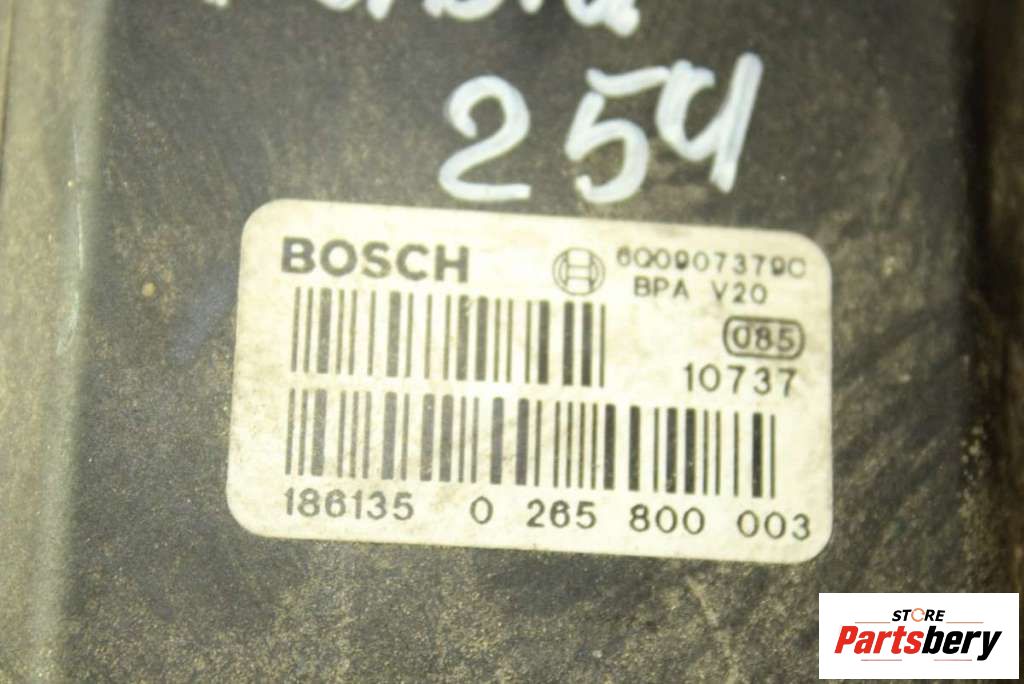 254
BOSCH
6Q0907379C
BPA V20
085
10737
186135 0 265 800 003
STORE
Partsbery